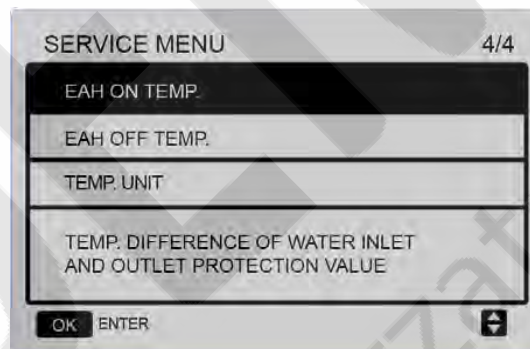 SERVICE MENU 4/4
EAH ON TEMP.
EAH OFF TEMP.
TEMP. UNIT
TEMP. DIFFERENCE OF WATER INLET
AND OUTLET PROTECTION VALUE
OK ENTER